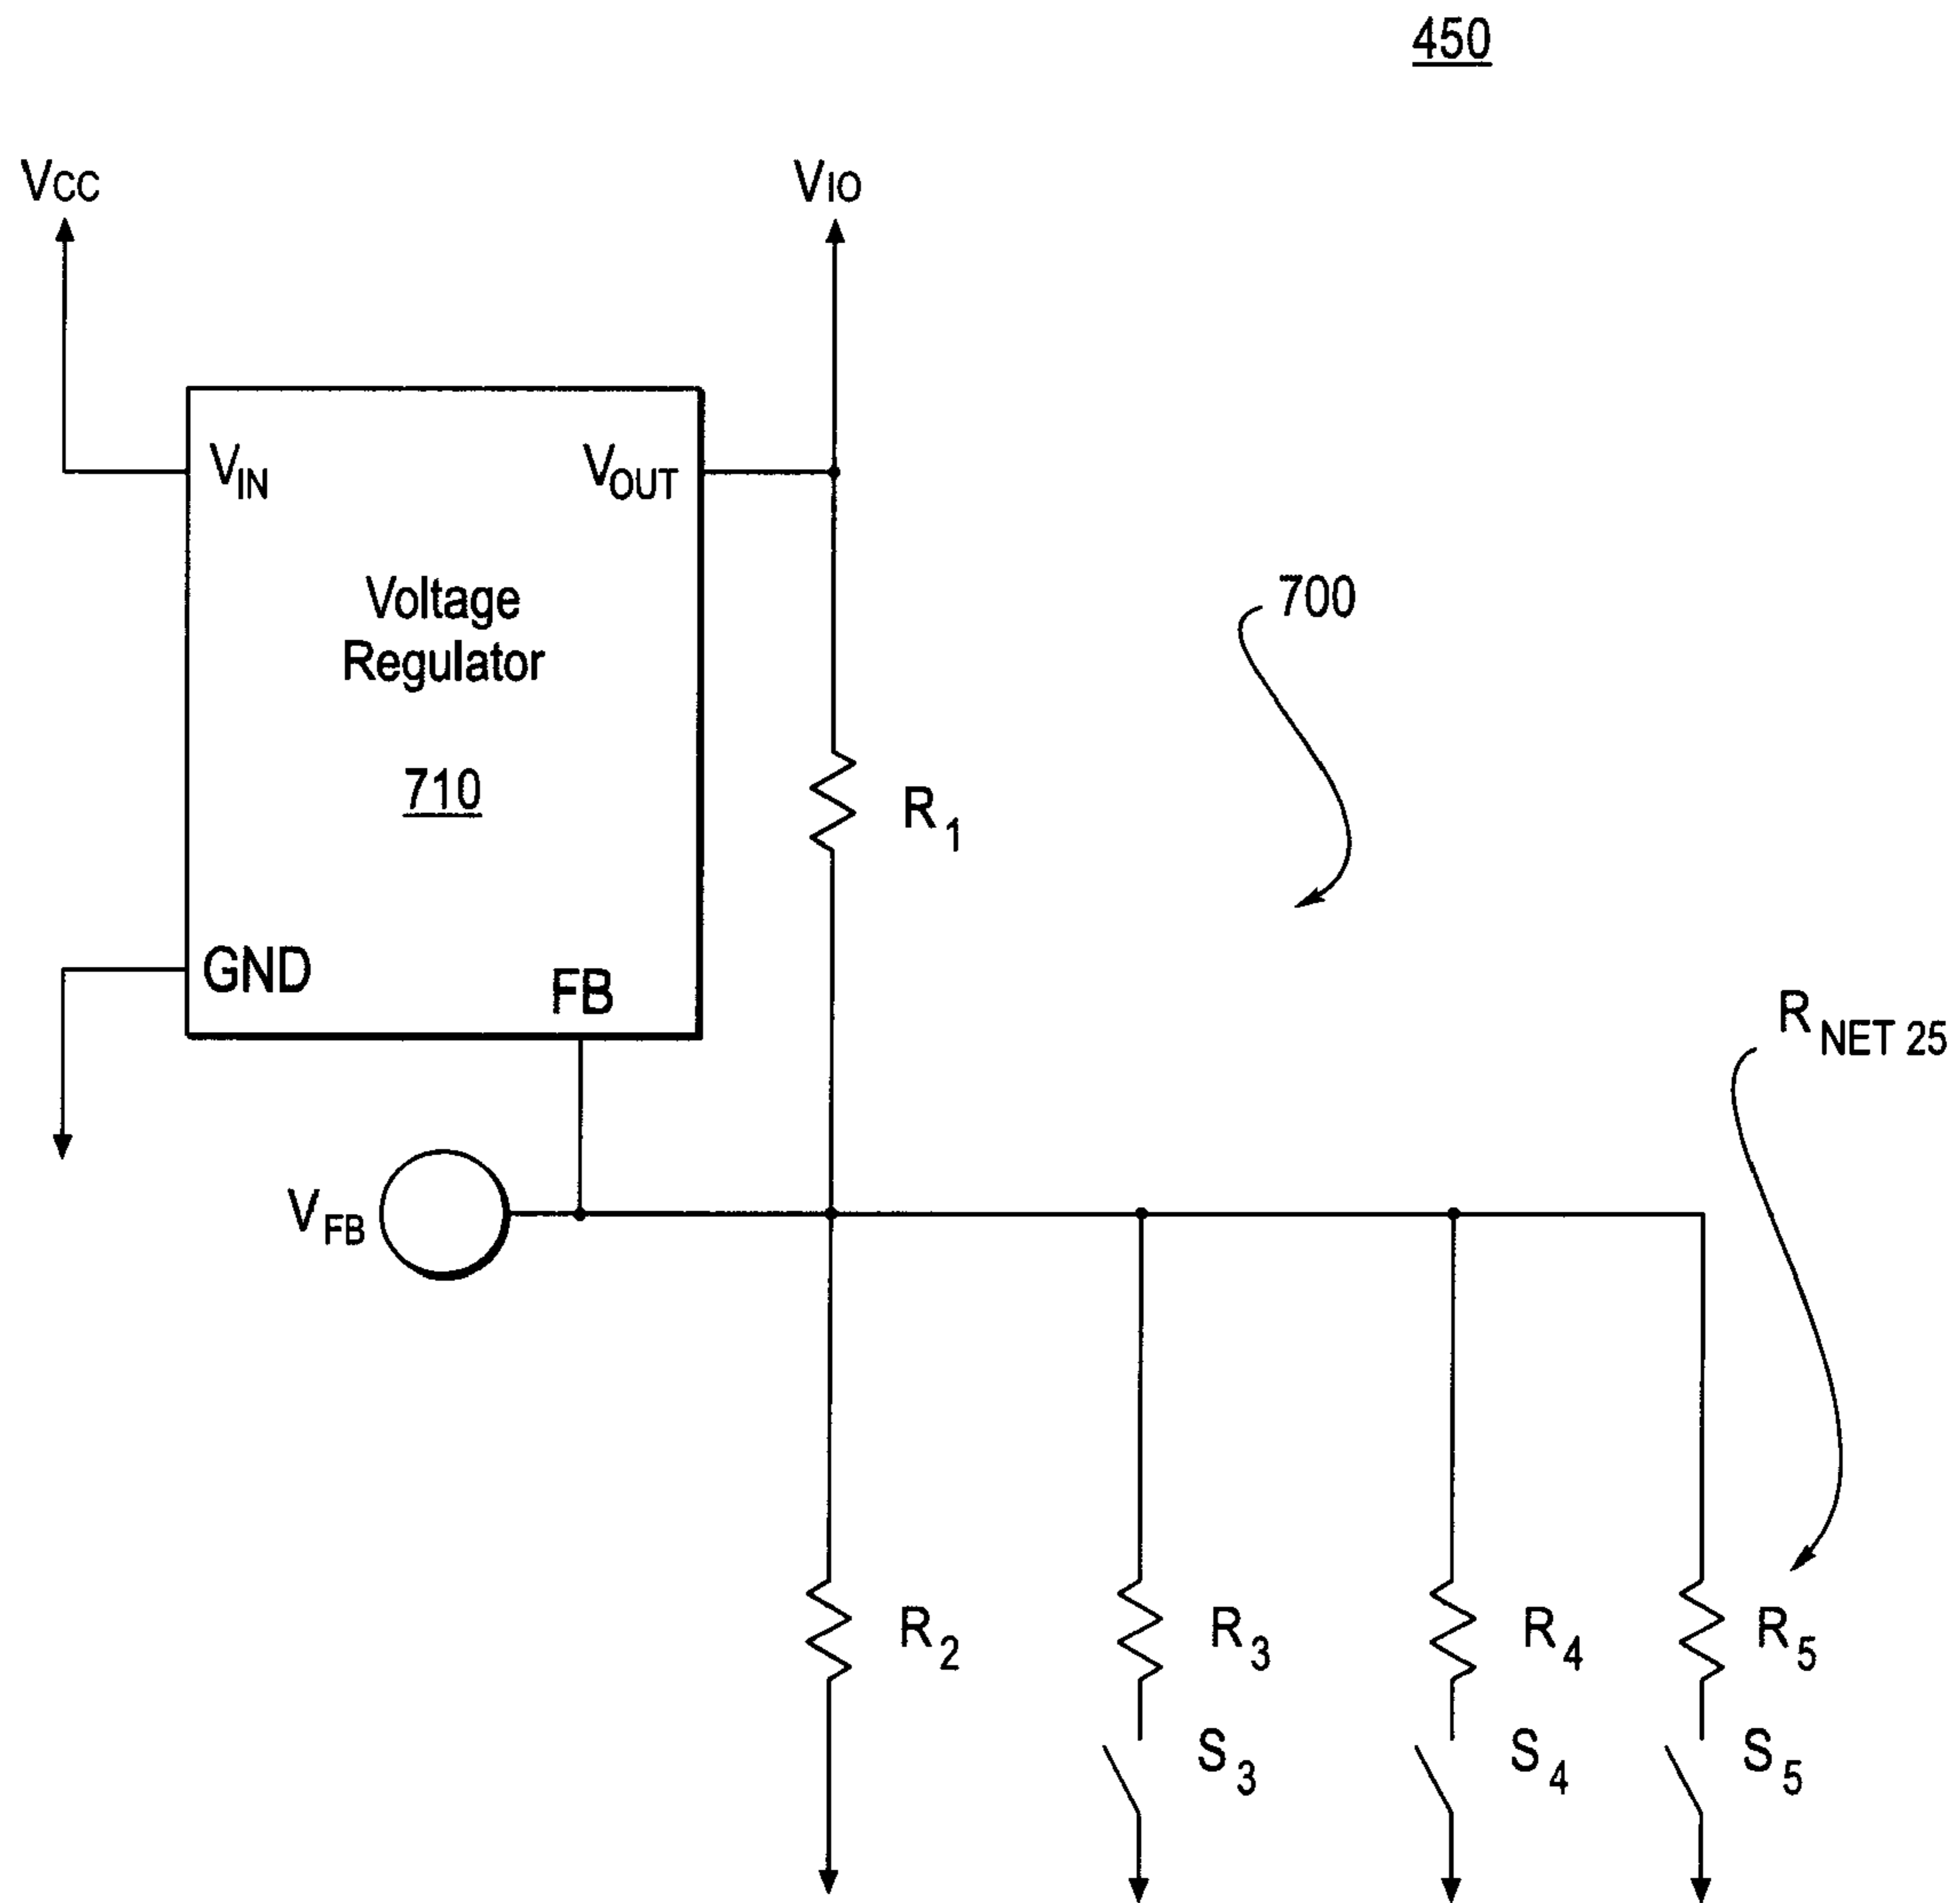 450
VCC
VIO
VIN
VOUT
Voltage
Regulator
700
710
R1
GND
FB
RNET 25
VFB
R2
R3
R4
R5
S3
S4
S5